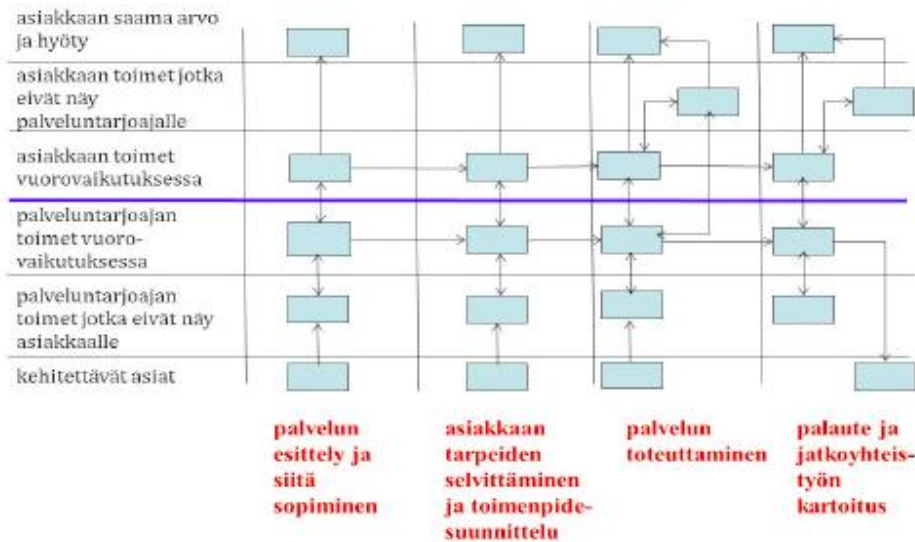 asiakkaan saama arvo
ja hyöty
asiakkaan toimet jotka
eivät näy
palveluntarjoajalle
asiakkaan toimet
vuorovaikutuksessa
palveluntarjoajan
toimet vuoro-
vaikutuksessa
palveluntarjoajan
toimet jotka eivät näy
asiakkaalle
kehitettävät asiat
palvelun
esittely ja
siitä
sopiminen
asiakkaan
tarpeiden
selvittäminen
ja toimenpide-
suunnittelu
palvelun
toteuttaminen
palaute ja
jatkoyhteis-
työn
kartoitus